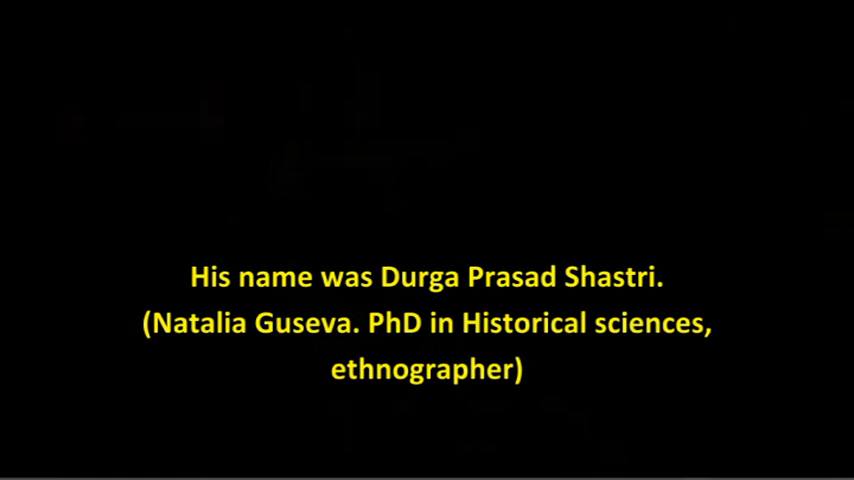 His name was Durga Prasad Shastri.
(Natalia Guseva. PhD in Historical sciences,
ethnographer)